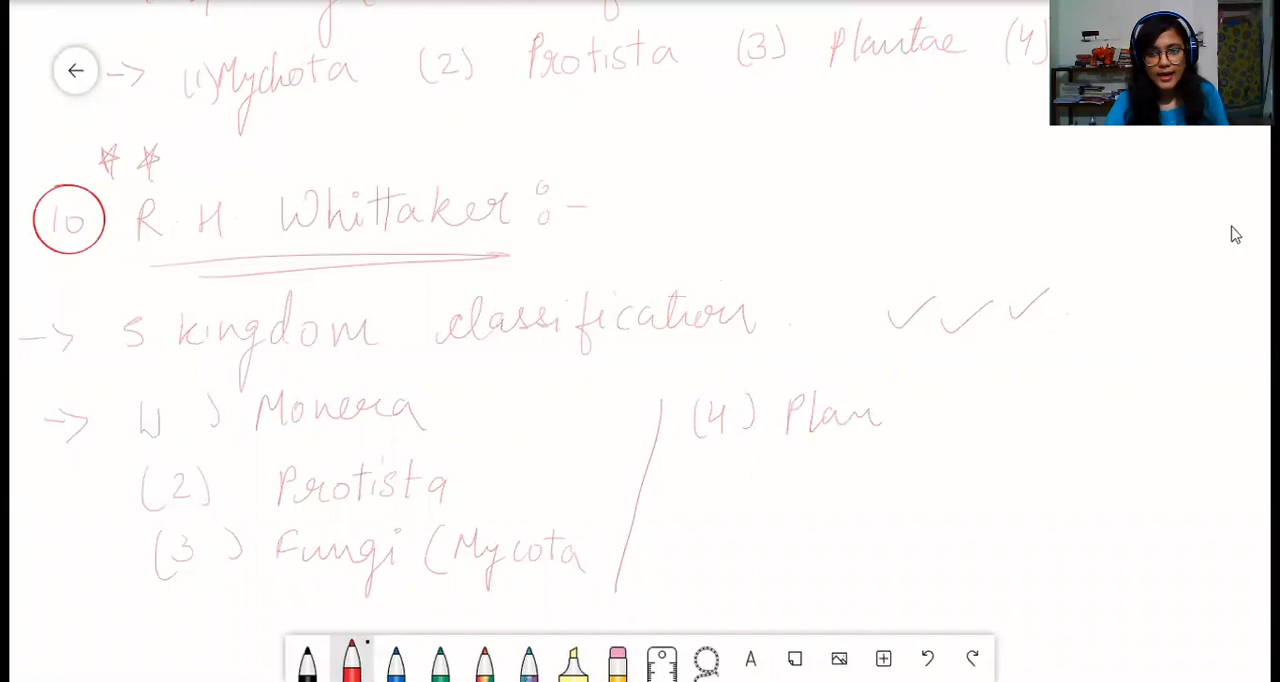 -> (1) Mychota (2) Protista (3) Plantae (4)
10 R. H. Whittaker :-
-> 5 kingdom classification.
-> 1) Monera
(2) Protista
(3) Fungi (Mycota
(4) Plan
A